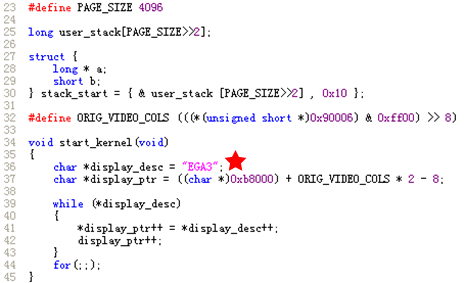 23 #define PAGE_SIZE 4096
24
25 long user_stack[PAGE_SIZE>>2];
26
27 struct {
28     long * a;
29     short b;
30 } stack_start = { & user_stack [PAGE_SIZE>>2] , 0x10 };
31
32 #define ORIG_VIDEO_COLS (((*(unsigned short *)0x90006) & 0xff00) >> 8)
33
34 void start_kernel(void)
35 {
36     char *display_desc = "EGA3";
37     char *display_ptr = ((char *)0xb8000) + ORIG_VIDEO_COLS * 2 - 8;
38
39     while (*display_desc)
40     {
41         *display_ptr++ = *display_desc++;
42         display_ptr++;
43     }
44     for(;;);
45 }